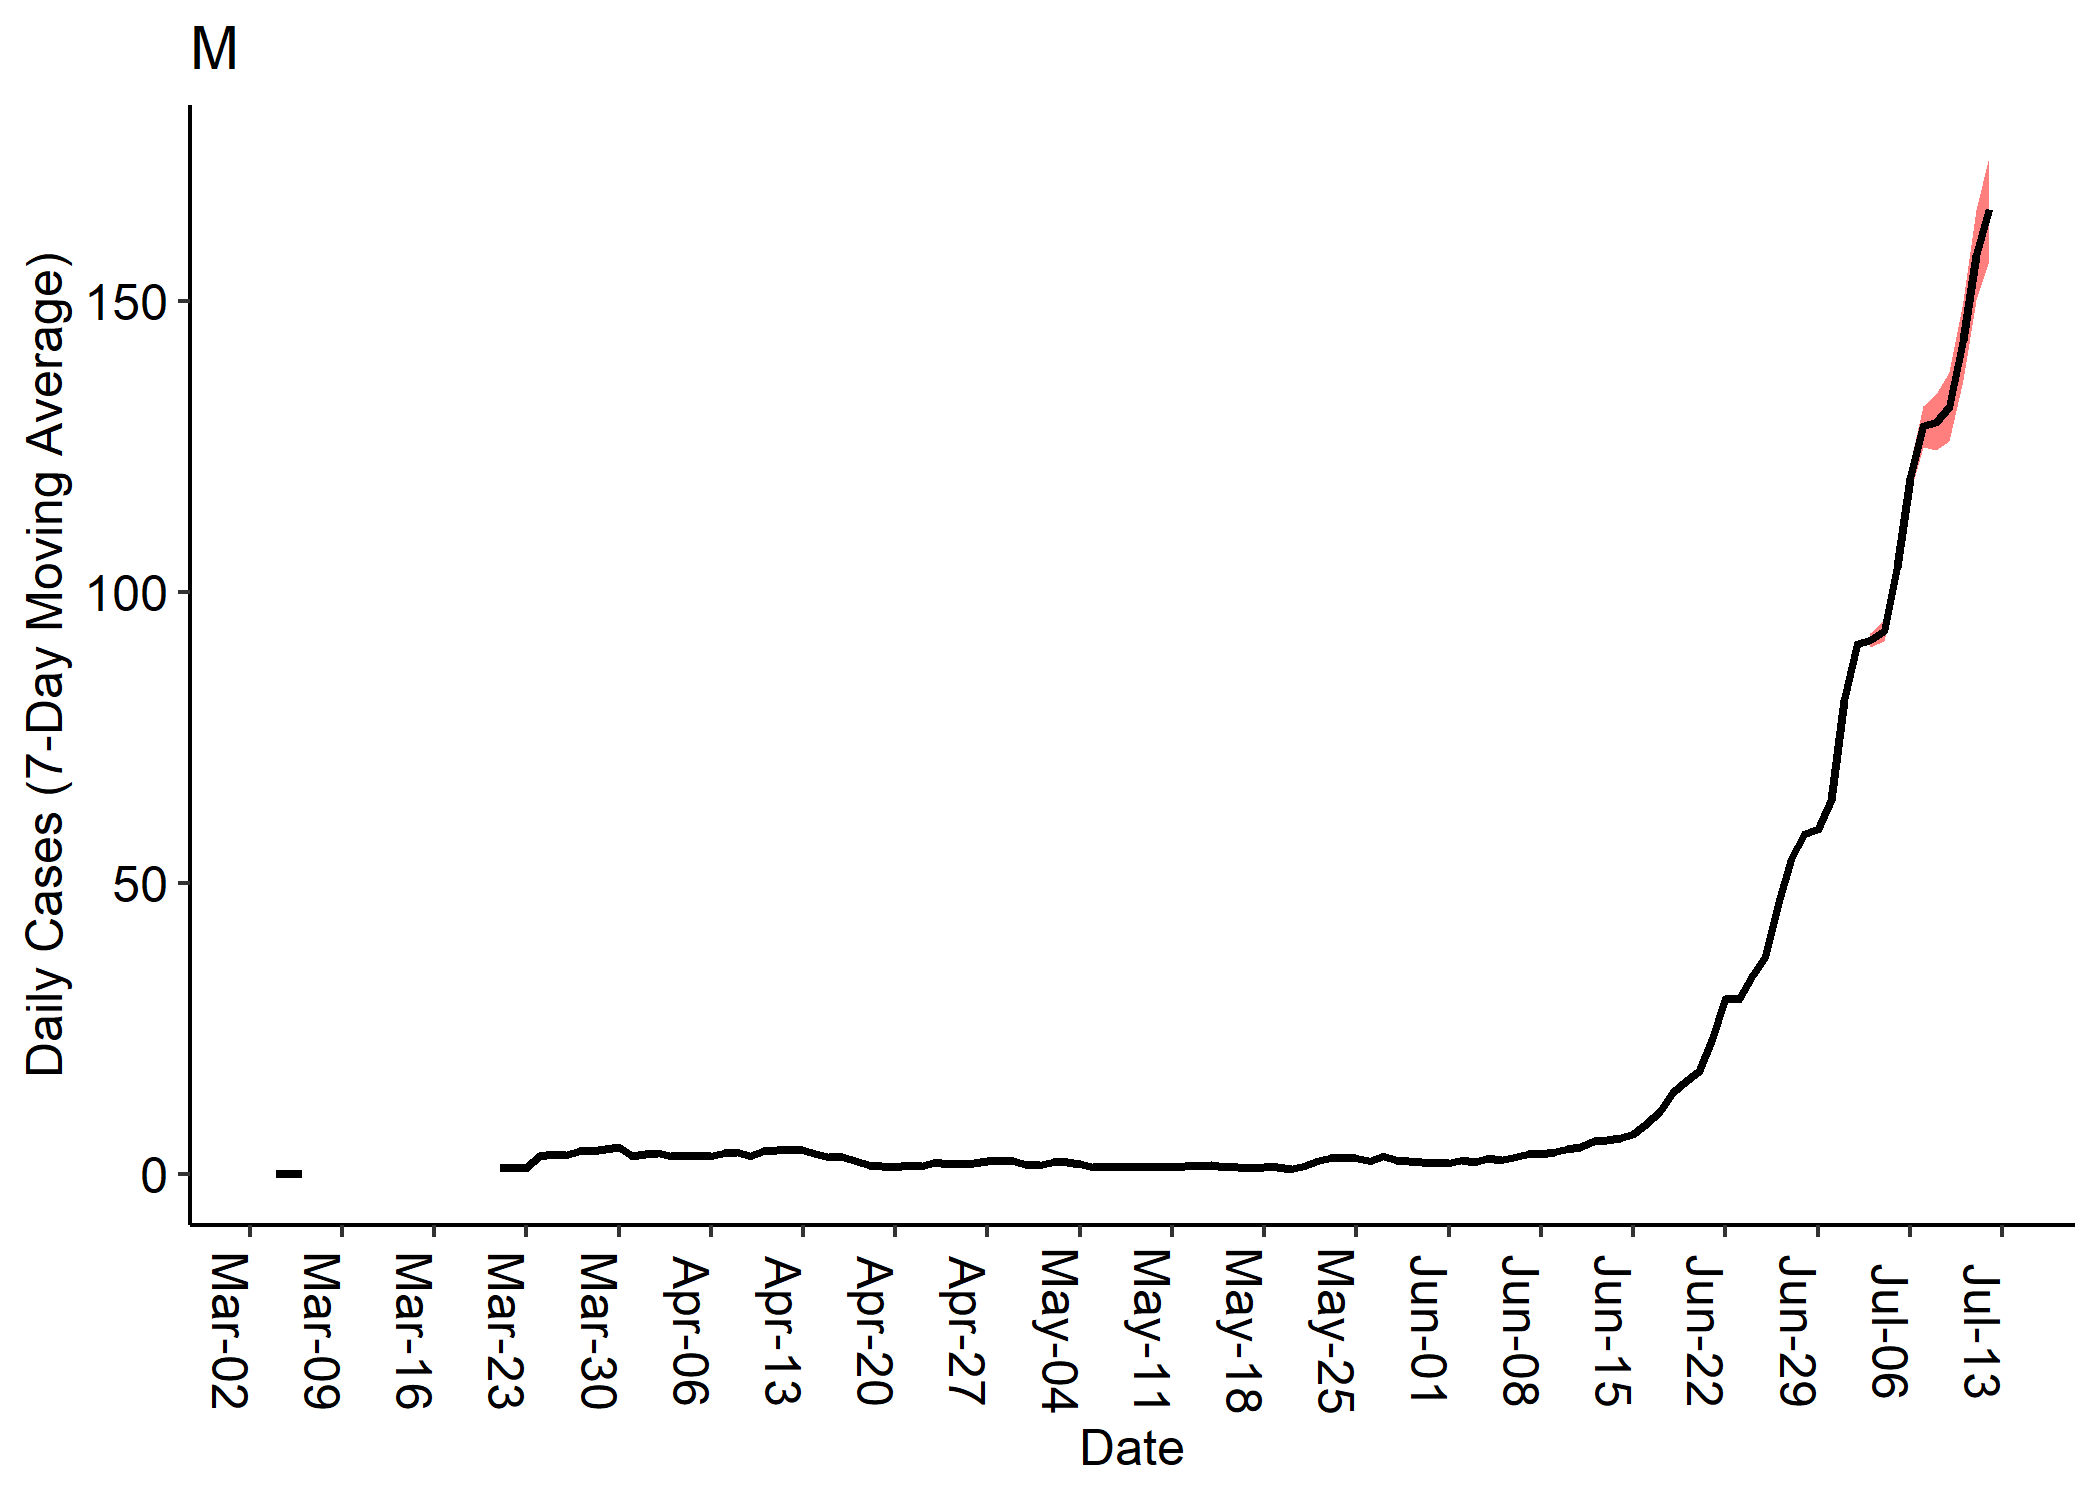 M
Daily Cases (7-Day Moving Average)
150
100
50
0
Mar-02
Mar-09
Mar-16
Mar-23
Mar-30
Apr-06
Apr-13
Apr-20
Apr-27
May-04
May-11
May-18
May-25
Jun-01
Jun-08
Jun-15
Jun-22
Jun-29
Jul-06
Jul-13
Date